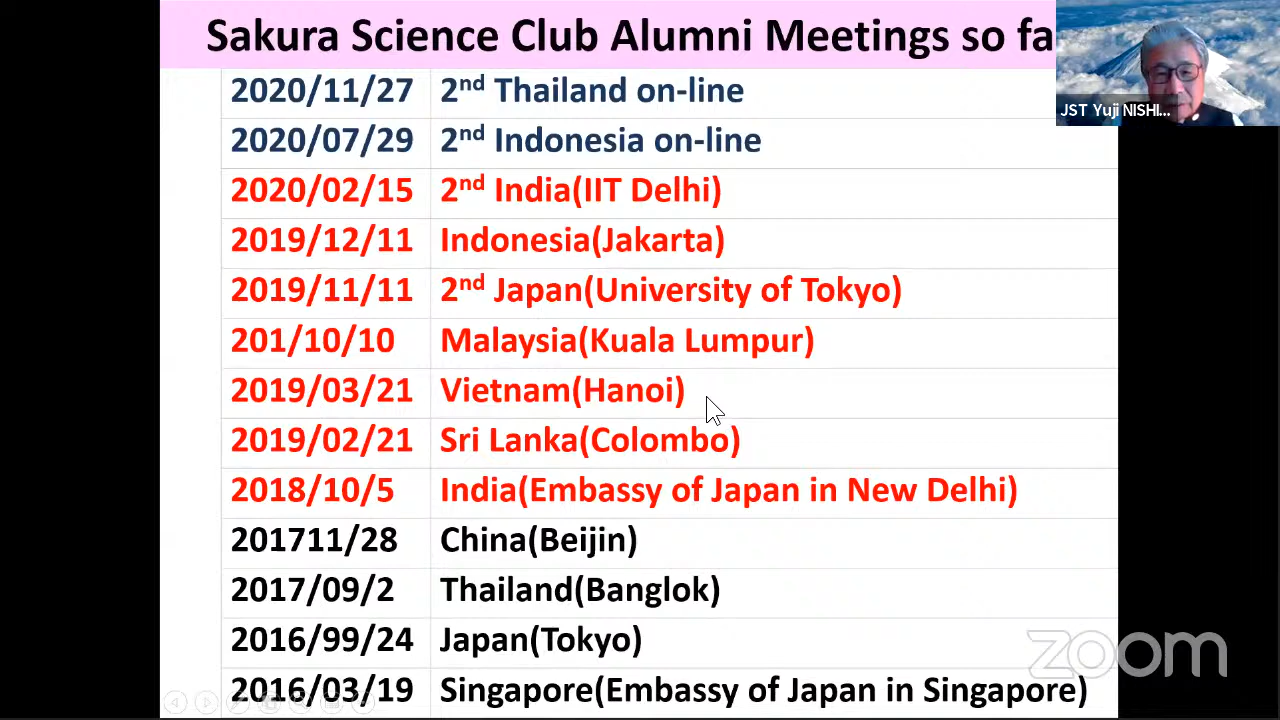 Sakura Science Club Alumni Meetings so fa
JST Yuji NISHI...
2020/11/27 2nd Thailand on-line
2020/07/29 2nd Indonesia on-line
2020/02/15 2nd India(IIT Delhi)
2019/12/11 Indonesia(Jakarta)
2019/11/11 2nd Japan(University of Tokyo)
201/10/10 Malaysia(Kuala Lumpur)
2019/03/21 Vietnam(Hanoi)
2019/02/21 Sri Lanka(Colombo)
2018/10/5 India(Embassy of Japan in New Delhi)
201711/28 China(Beijin)
2017/09/2 Thailand(Banglok)
2016/99/24 Japan(Tokyo)
2016/03/19 Singapore(Embassy of Japan in Singapore)
zoom